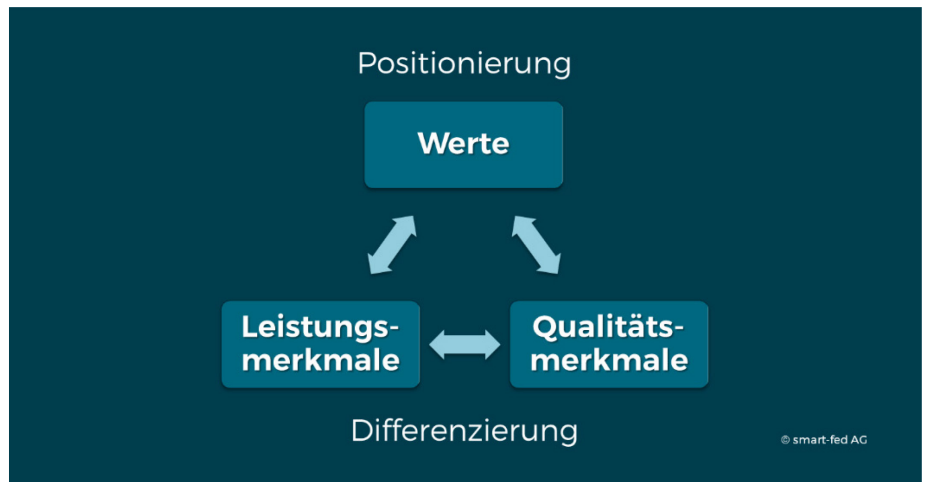 Positionierung
Werte
Leistungs-
merkmale
Qualitäts-
merkmale
Differenzierung
© smart-fed AG